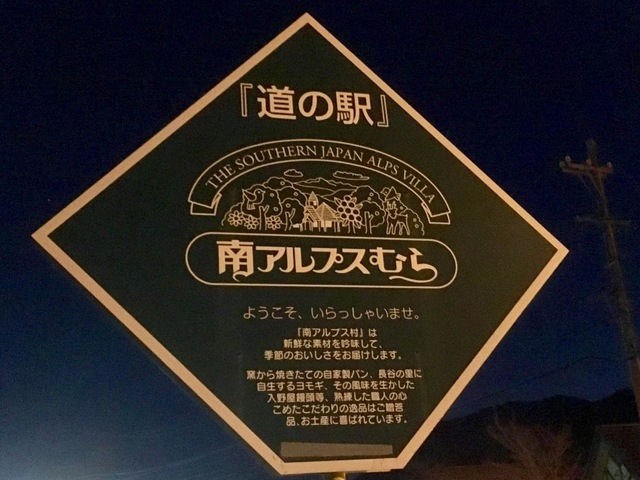 『道の駅』
THE SOUTHERN JAPAN ALPS VILLA
南アルプスむら
ようこそ、いらっしゃいませ。
「南アルプス村」は
新鮮な素材を吟味して、
季節のおいしさをお届けします。
窯から焼きたての自家製パン、長谷の里に
自生するヨモギ、その風味を生かした
入野屋饅頭等、熟練した職人の心
こめたこだわりの逸品はご贈答
品、お土産に喜ばれています。